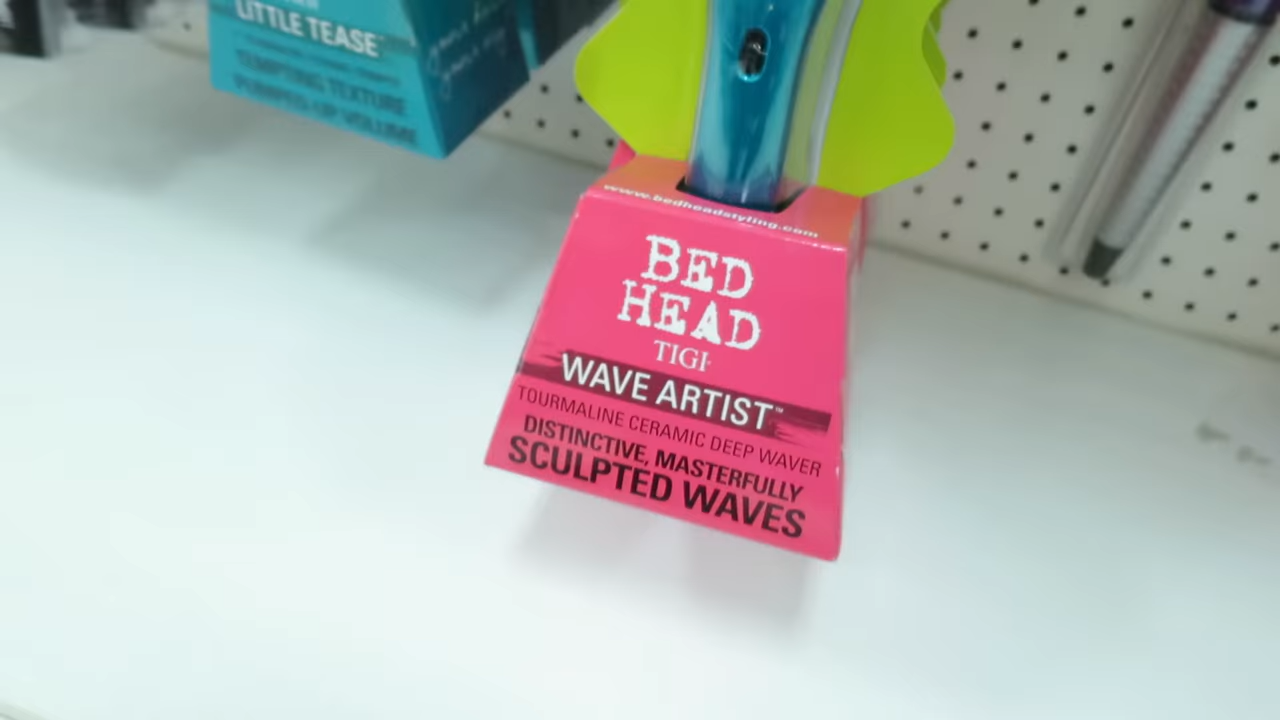 LITTLE TEASE
TEMPTING TEXTURE
PUMPED-UP VOLUME
www.bedheadstyling.com
BED
HEAD
TIGI
WAVE ARTIST™
TOURMALINE CERAMIC DEEP WAVER
DISTINCTIVE, MASTERFULLY
SCULPTED WAVES